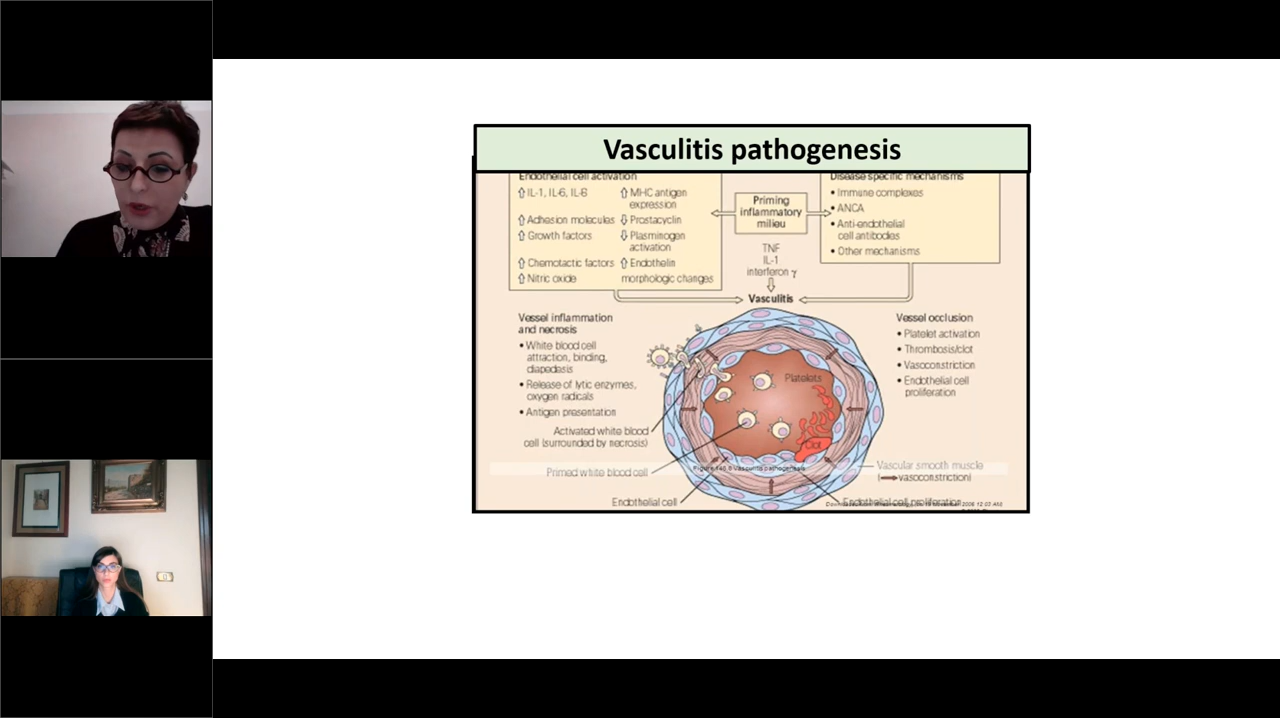 Vasculitis pathogenesis
Endothelial cell activation
⇧ IL-1, IL-6, IL-8
⇧ Adhesion molecules
⇧ Growth factors
⇧ Chemotactic factors
⇧ Nitric oxide
⇧ MHC antigen
expression
⇩ Prostacyclin
⇩ Plasminogen
activation
⇧ Endothelin
morphologic changes
Priming
inflammatory
milieu
TNF
IL-1
interferon γ
Disease specific mechanisms
• Immune complexes
• ANCA
• Anti-endothelial
cell antibodies
• Other mechanisms
Vasculitis
Vessel inflammation
and necrosis
• White blood cell
attraction, binding,
diapedesis
• Release of lytic enzymes,
oxygen radicals
• Antigen presentation
Activated white blood
cell (surrounded by necrosis)
Primed white blood cell
Endothelial cell
Platelets
Clot
Vasculitis pathogenesis
Vessel occlusion
• Platelet activation
• Thrombosis/clot
• Vasoconstriction
• Endothelial cell
proliferation
Vascular smooth muscle
(➡vasoconstriction)
Endothelial cell proliferation